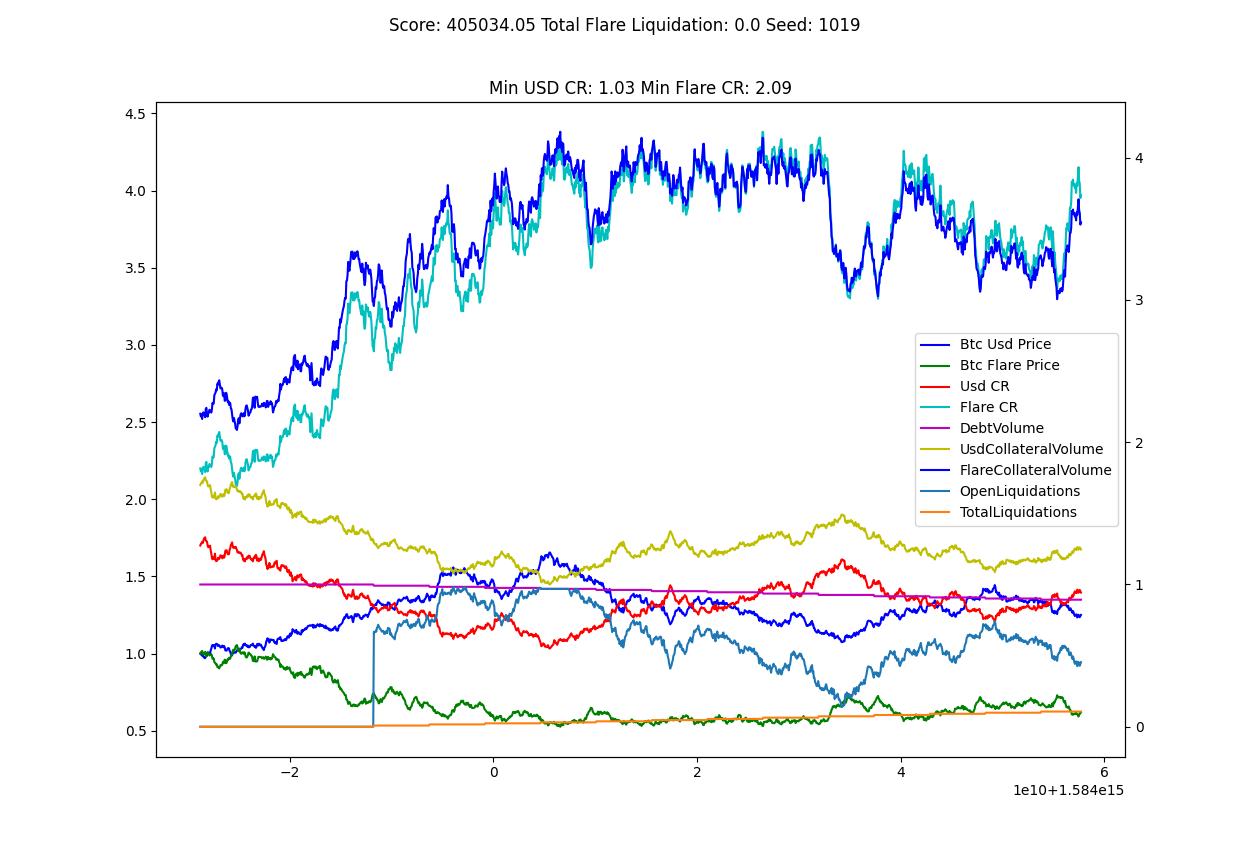 Score: 405034.05 Total Flare Liquidation: 0.0 Seed: 1019
Min USD CR: 1.03 Min Flare CR: 2.09
4.5
4.0
3.5
3.0
2.5
2.0
1.5
1.0
0.5
4
3
2
1
0
Btc Usd Price
Btc Flare Price
Usd CR
Flare CR
DebtVolume
UsdCollateralVolume
FlareCollateralVolume
OpenLiquidations
TotalLiquidations
−2 0 2 4 6
1e10+1.584e15